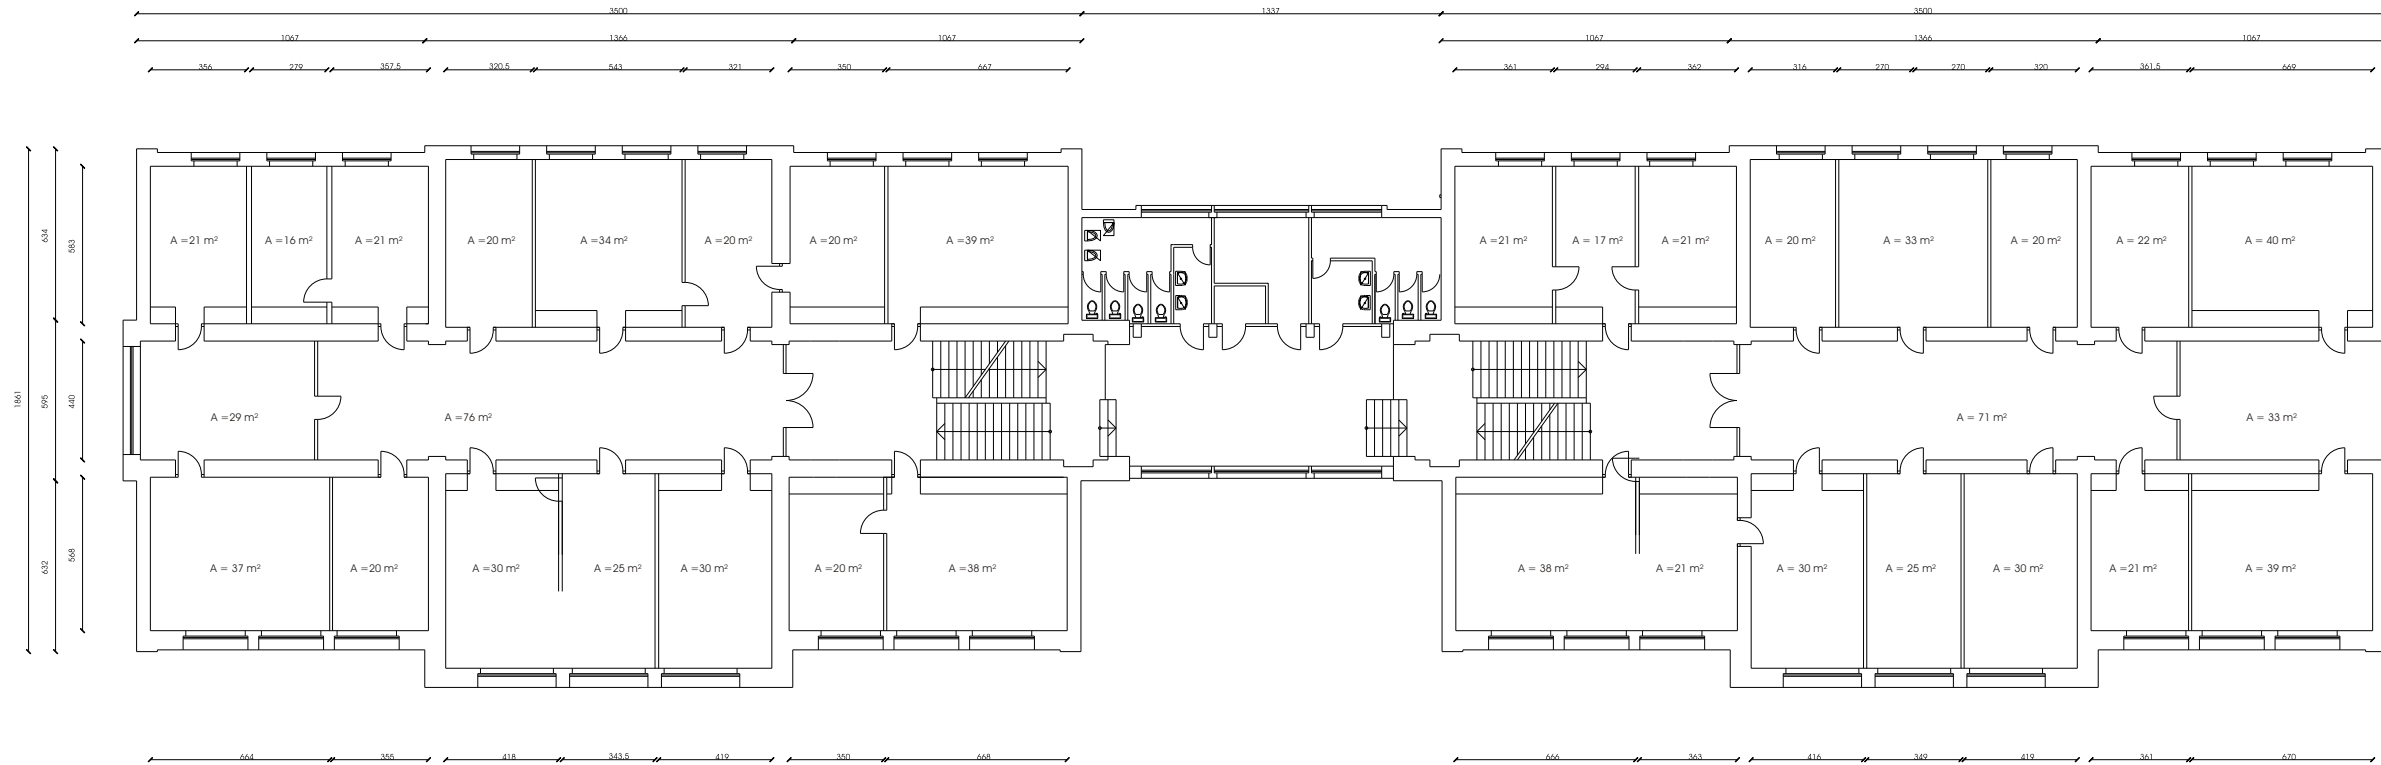 3500 1337 3500
1067 1366 1067 1067 1366 1067
356 279 357,5 320,5 543 321 350 667 361 294 362 316 270 270 320 361,5 669
634 583
A =21 m² A =16 m² A =21 m² A =20 m² A =34 m² A =20 m² A =20 m² A =39 m² A =21 m² A = 17 m² A =21 m² A = 20 m² A = 33 m² A = 20 m² A = 22 m² A = 40 m²
1861 595 440
A =29 m² A =76 m² A = 71 m² A = 33 m²
632 568
A = 37 m² A =20 m² A =30 m² A =25 m² A =30 m² A =20 m² A =38 m² A = 38 m² A =21 m² A = 30 m² A = 25 m² A = 30 m² A =21 m² A = 39 m²
664 355 418 343,5 419 350 668 666 363 416 349 419 361 670